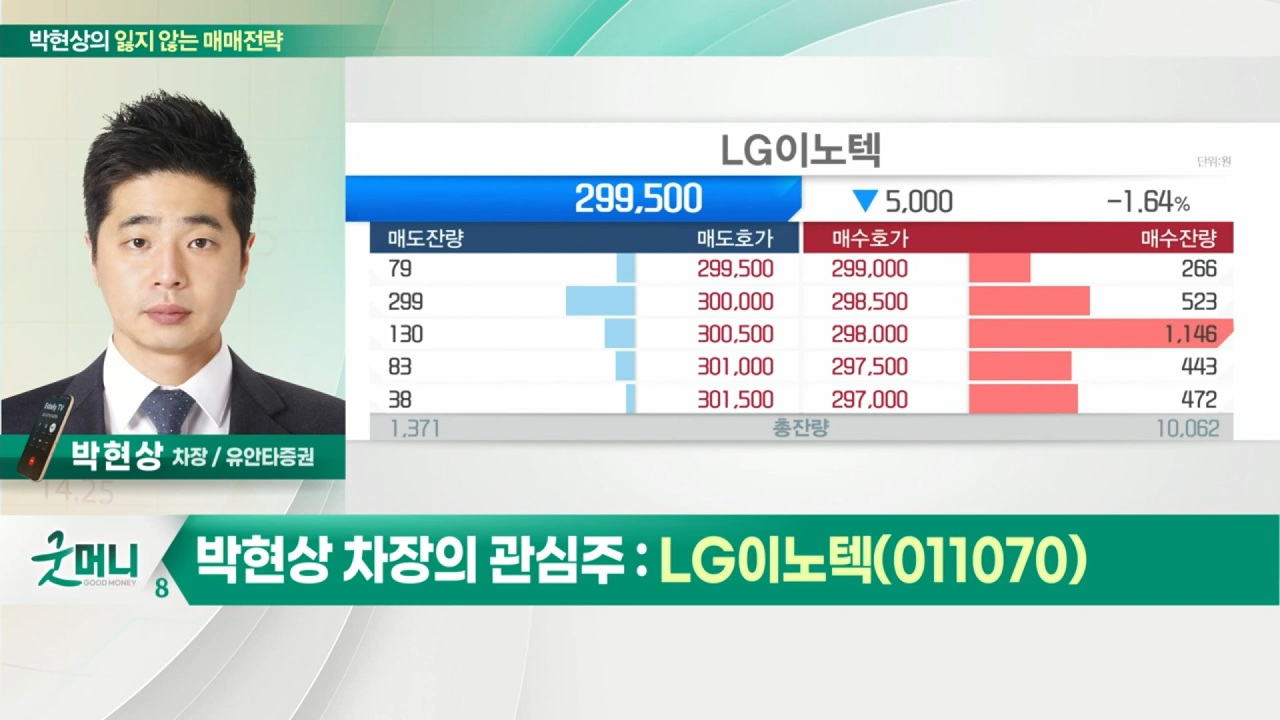 박현상의 잃지 않는 매매전략
LG이노텍
단위:원
299,500 ▼ 5,000 -1.64%
매도잔량 매도호가 매수호가 매수잔량
79 299,500 299,000 266
299 300,000 298,500 523
130 300,500 298,000 1,146
83 301,000 297,500 443
38 301,500 297,000 472
1,371 총잔량 10,062
Edaily TV
박현상 차장 / 유안타증권
14.25
굿머니
GOOD MONEY
8
박현상 차장의 관심주 : LG이노텍(011070)